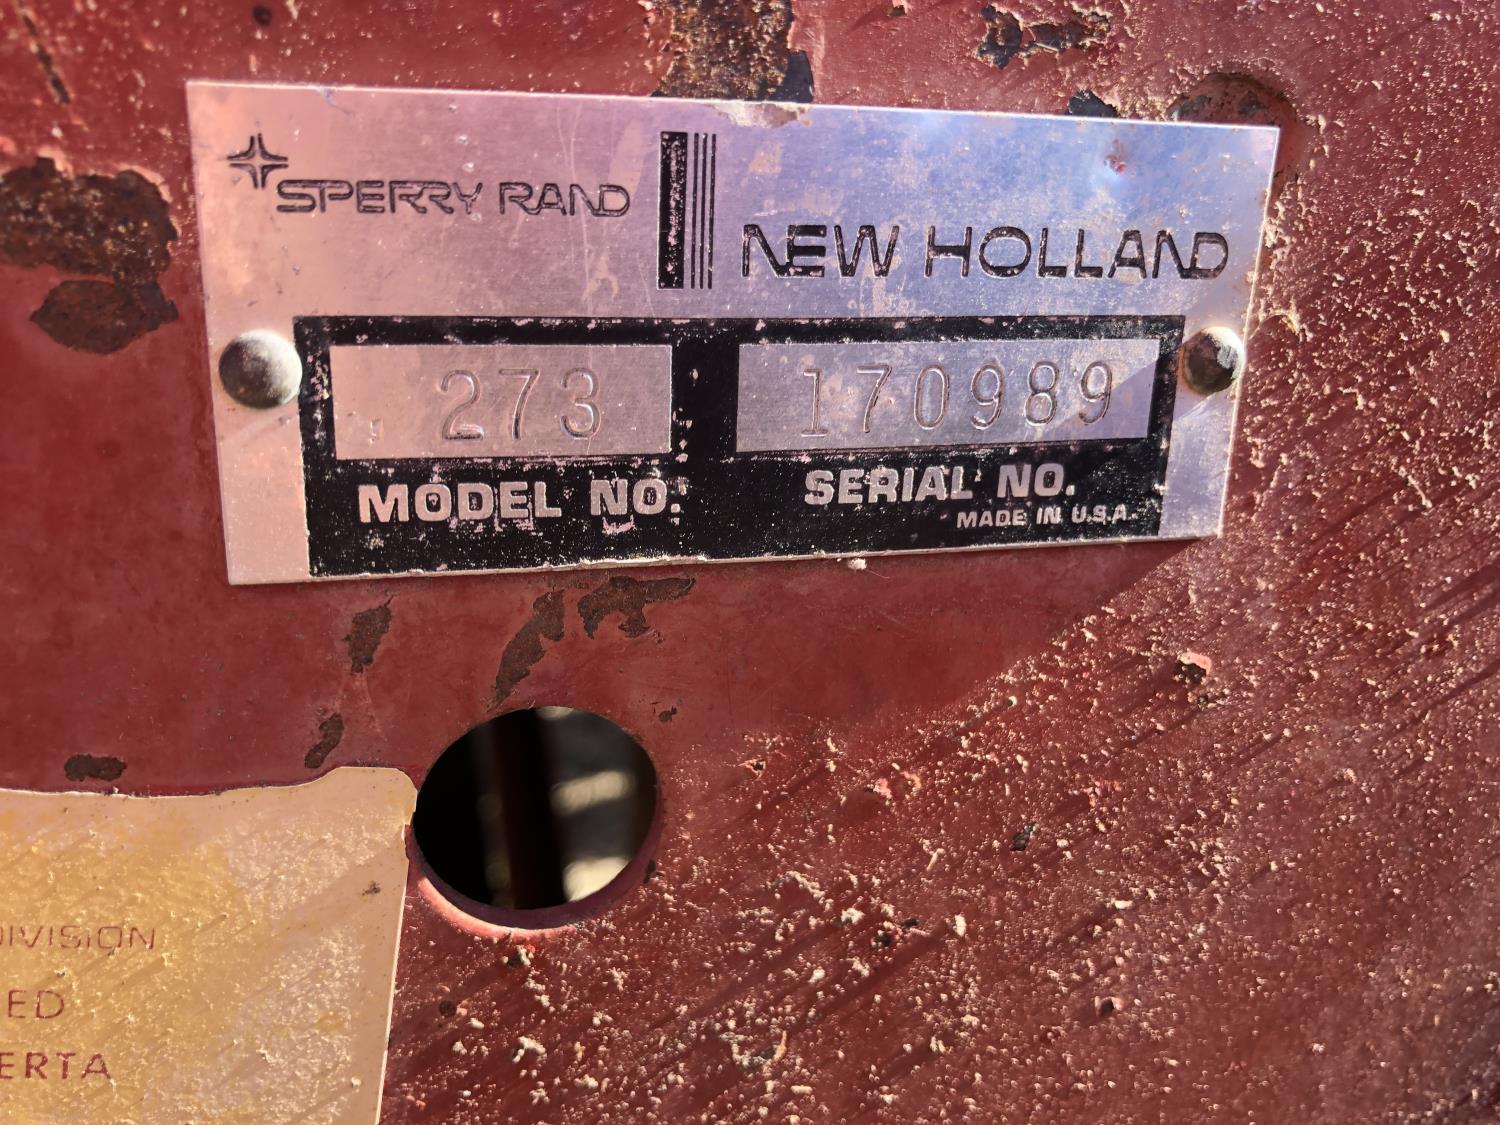 SPERRY RAND
NEW HOLLAND
273
170989
MODEL NO.
SERIAL NO.
MADE IN U.S.A.
DIVISION
ED
ERTA